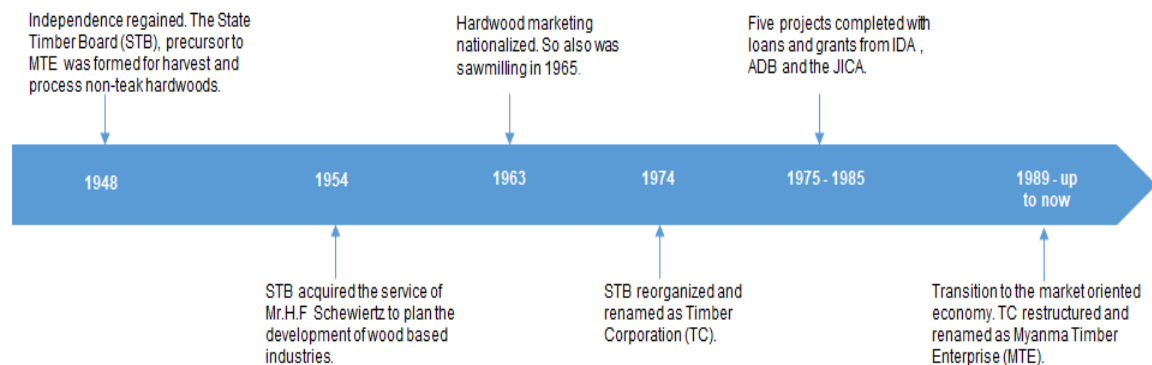 Independence regained. The State
Timber Board (STB), precursor to
MTE was formed for harvest and
process non-teak hardwoods.
Hardwood marketing
nationalized. So also was
sawmilling in 1965.
Five projects completed with
loans and grants from IDA ,
ADB and the JICA.
1948
1954
1963
1974
1975 - 1985
1989 - up
to now
STB acquired the service of
Mr.H.F Schewiertz to plan the
development of wood based
industries.
STB reorganized and
renamed as Timber
Corporation (TC).
Transition to the market oriented
economy. TC restructured and
renamed as Myanma Timber
Enterprise (MTE).